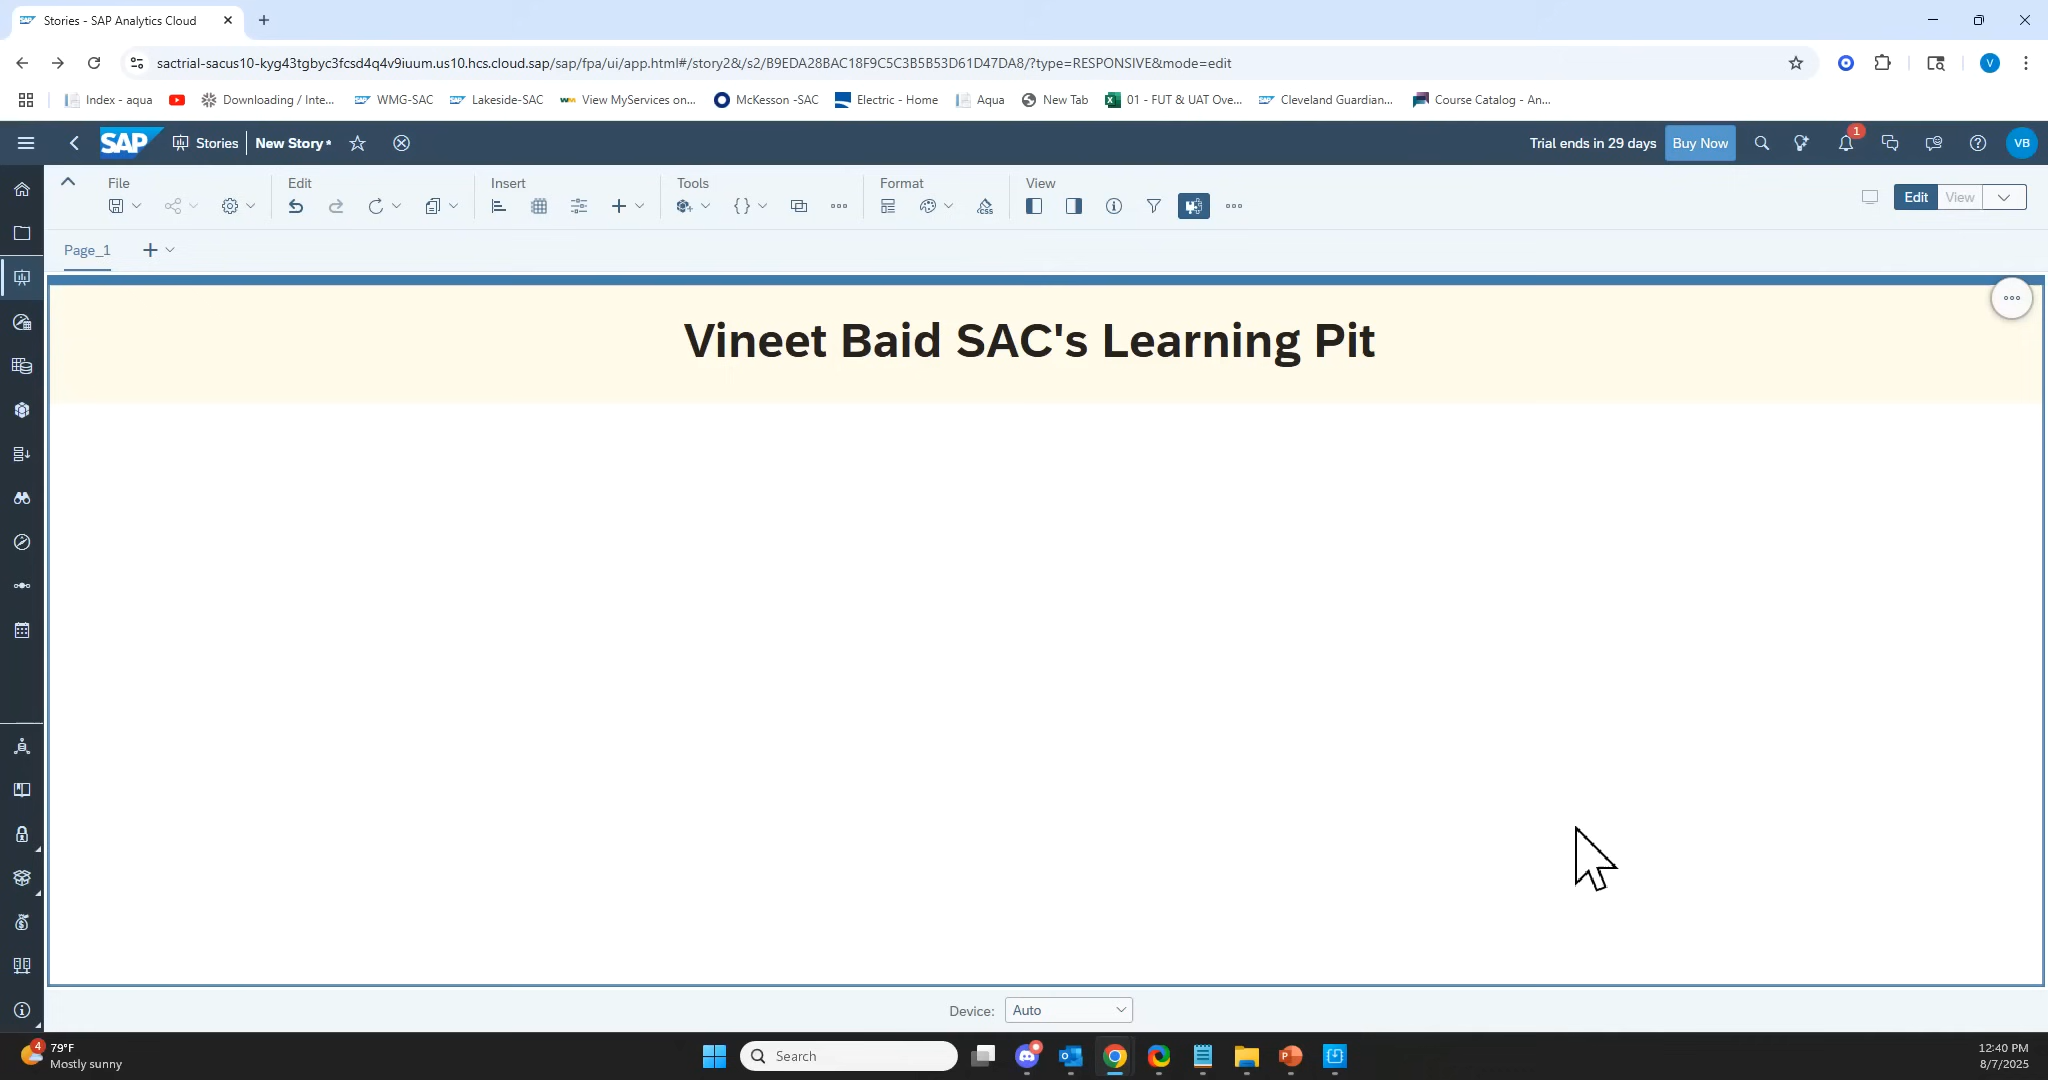 Stories - SAP Analytics Cloud
sactrial-sacus10-kyg43tgbyc3fcsd4q4v9iuum.us10.hcs.cloud.sap/sap/fpa/ui/app.html#/story2&/s2/B9EDA28BAC18F9C5C3B5B53D61D47DA8/?type=RESPONSIVE&mode=edit
V
Index - aqua
Downloading / Inte...
WMG-SAC
Lakeside-SAC
View MyServices on...
McKesson -SAC
Electric - Home
Aqua
New Tab
01 - FUT & UAT Ove...
Cleveland Guardian...
Course Catalog - An...
SAP
Stories
New Story*
Trial ends in 29 days
Buy Now
1
VB
File
Edit
Insert
Tools
Format
View
Edit
View
Page_1
Vineet Baid SAC's Learning Pit
Device:
Auto
4
79°F
Mostly sunny
Search
12:40 PM
8/7/2025